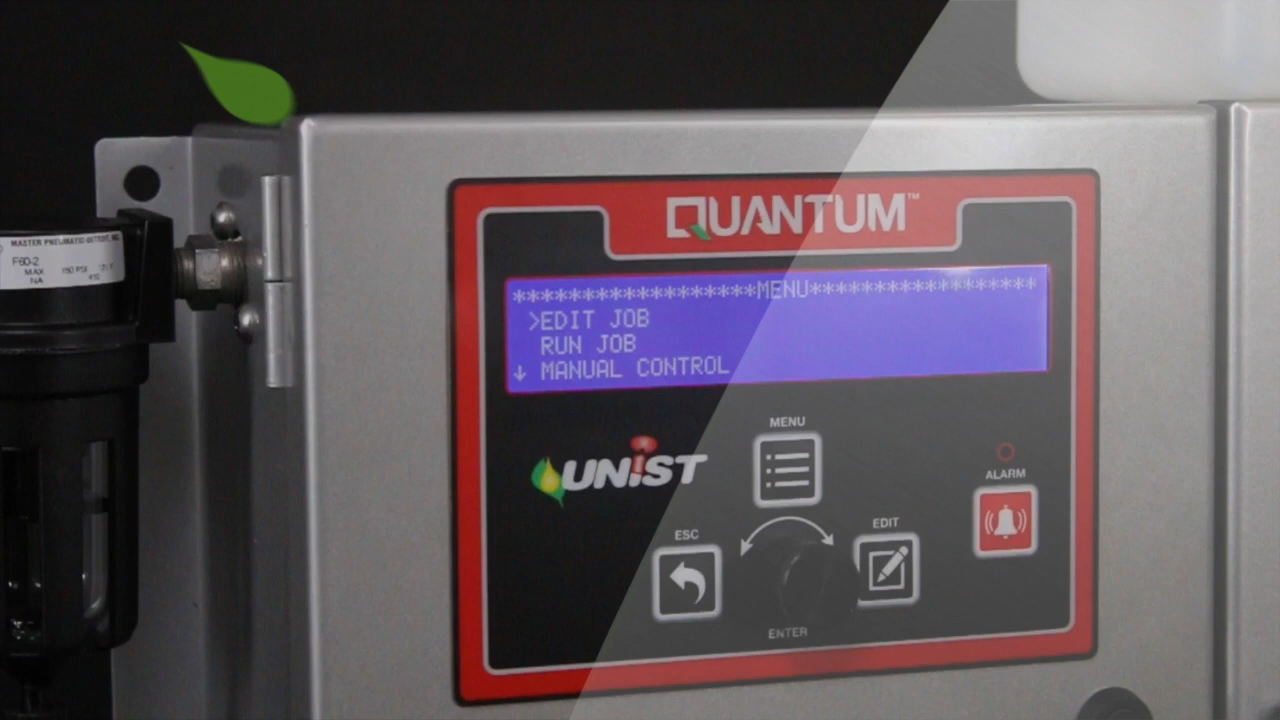 QUANTUM™
******************MENU******************
>EDIT JOB
RUN JOB
↓ MANUAL CONTROL
UNiST
MENU
ALARM
ESC
EDIT
ENTER
MASTER PNEUMATIC-DETROIT, INC.
F60-2
MAX 150 PSI
NA